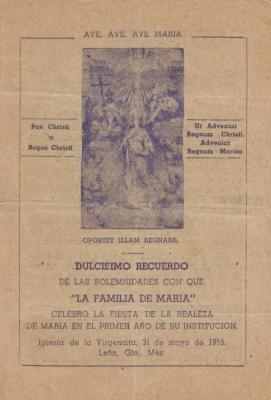 AVE, AVE, AVE MARIA
Pax Christi
'n
Regno Christi
Ut Adveniat
Regnum Christi,
Adveniat
Regnum Mariae
OPORTET ILLAM REGNARE.
DULCISIMO RECUERDO
DE LAS SOLEMNIDADES CON QUE
"LA FAMILIA DE MARIA"
CELEBRO LA FIESTA DE LA REALEZA
DE MARIA EN EL PRIMER AÑO DE SU INSTITUCION.
Iglesia de la Virgencita, 31 de mayo de 1955.
León, Gto., Méx.